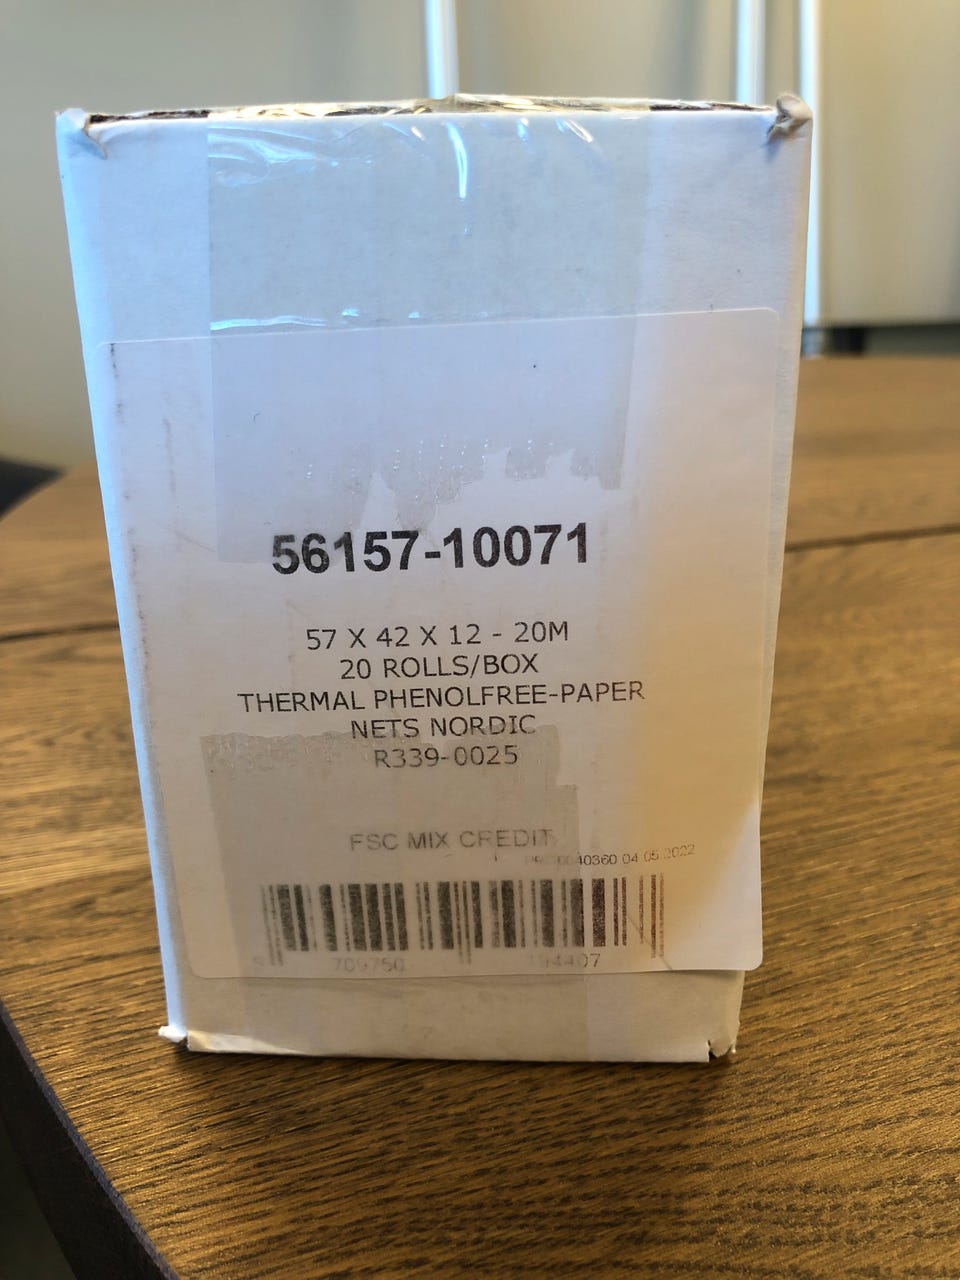 56157-10071
57 X 42 X 12 - 20M
20 ROLLS/BOX
THERMAL PHENOLFREE-PAPER
NETS NORDIC
R339-0025
FSC MIX CREDIT
04.05.2022
709750